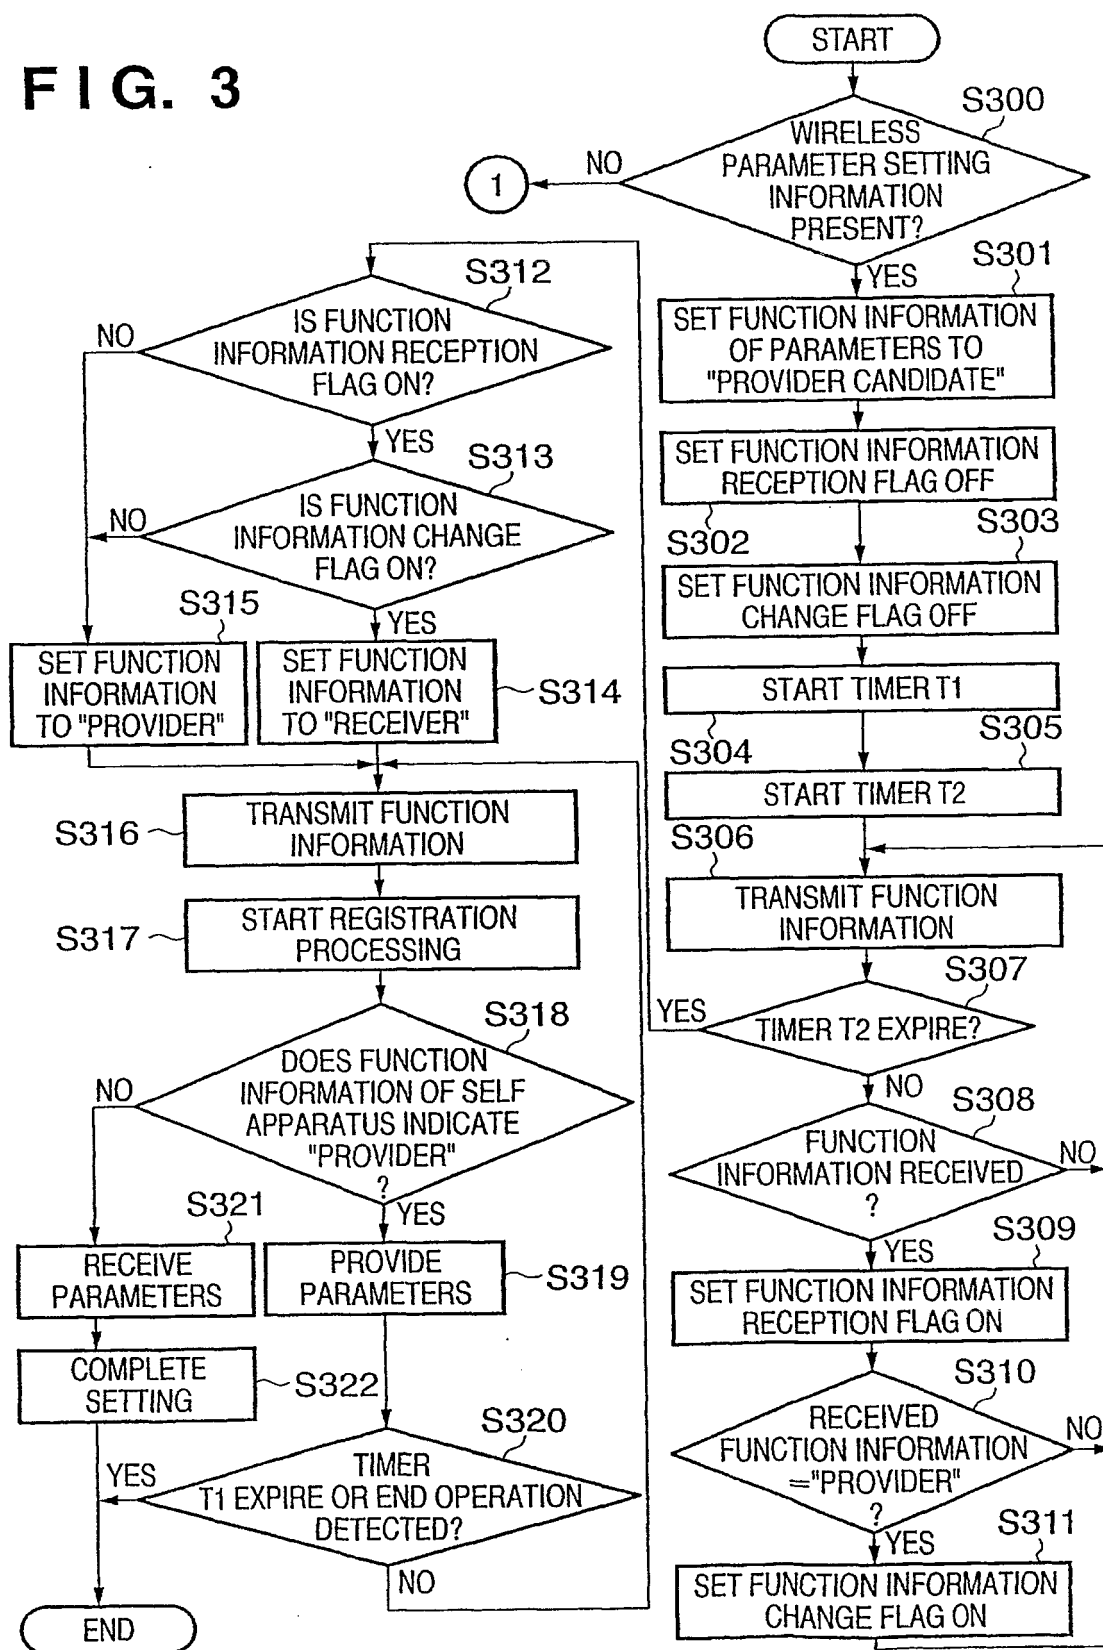 FIG. 3
START
S300
WIRELESS
PARAMETER SETTING
INFORMATION
PRESENT?
NO
1
YES
S301
SET FUNCTION INFORMATION
OF PARAMETERS TO
"PROVIDER CANDIDATE"
SET FUNCTION INFORMATION
RECEPTION FLAG OFF
S302
S303
SET FUNCTION INFORMATION
CHANGE FLAG OFF
START TIMER T1
S304
S305
START TIMER T2
S306
TRANSMIT FUNCTION
INFORMATION
S307
TIMER T2 EXPIRE?
YES
NO
S308
FUNCTION
INFORMATION RECEIVED
?
NO
YES
S309
SET FUNCTION INFORMATION
RECEPTION FLAG ON
S310
RECEIVED
FUNCTION INFORMATION
="PROVIDER"
?
NO
YES
S311
SET FUNCTION INFORMATION
CHANGE FLAG ON
S312
IS FUNCTION
INFORMATION RECEPTION
FLAG ON?
NO
YES
S313
IS FUNCTION
INFORMATION CHANGE
FLAG ON?
NO
YES
S315
SET FUNCTION
INFORMATION
TO "PROVIDER"
SET FUNCTION
INFORMATION
TO "RECEIVER"
S314
S316
TRANSMIT FUNCTION
INFORMATION
S317
START REGISTRATION
PROCESSING
S318
DOES FUNCTION
INFORMATION OF SELF
APPARATUS INDICATE
"PROVIDER"
?
NO
YES
S321
RECEIVE
PARAMETERS
PROVIDE
PARAMETERS
S319
COMPLETE
SETTING
S322
S320
TIMER
T1 EXPIRE OR END OPERATION
DETECTED?
YES
NO
END